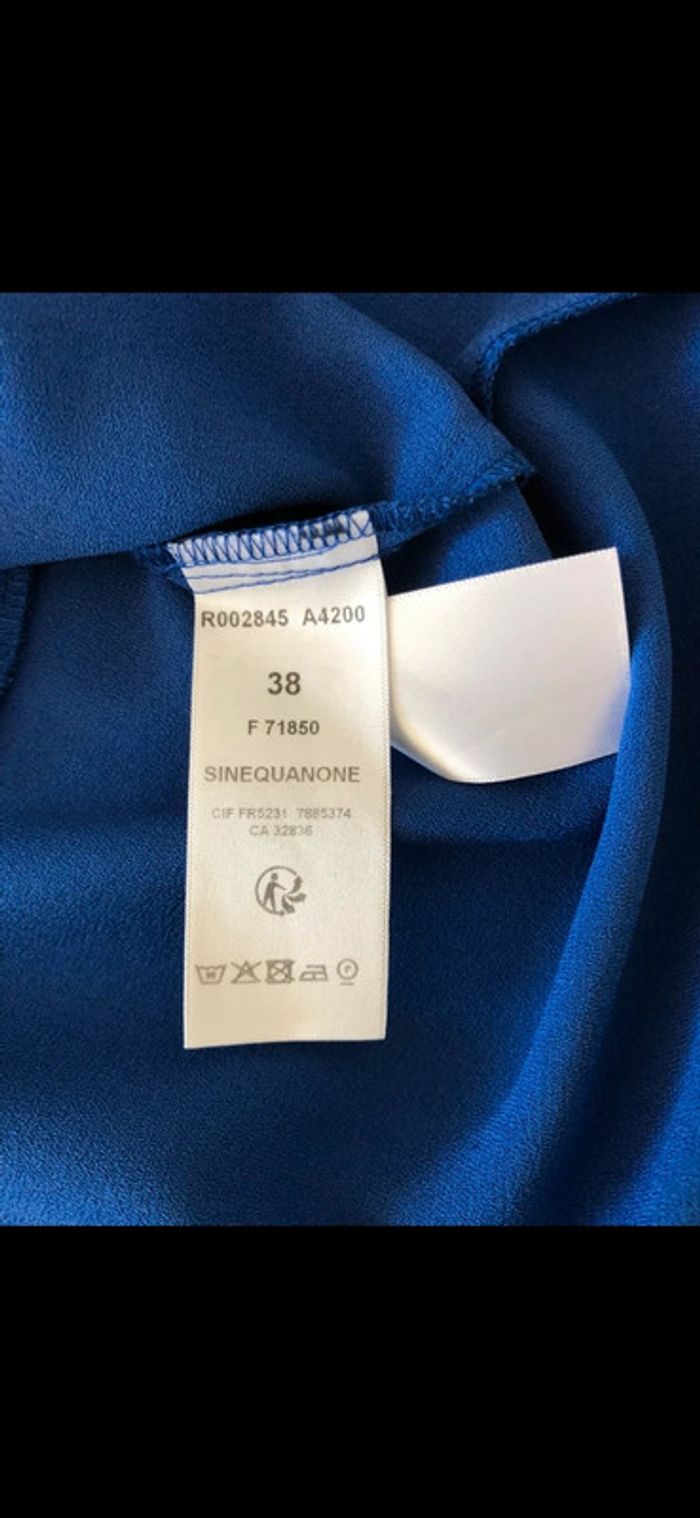 R002845 A4200
38
F 71850
SINEQUANONE
CIF FR5231 7885374
CA 32836